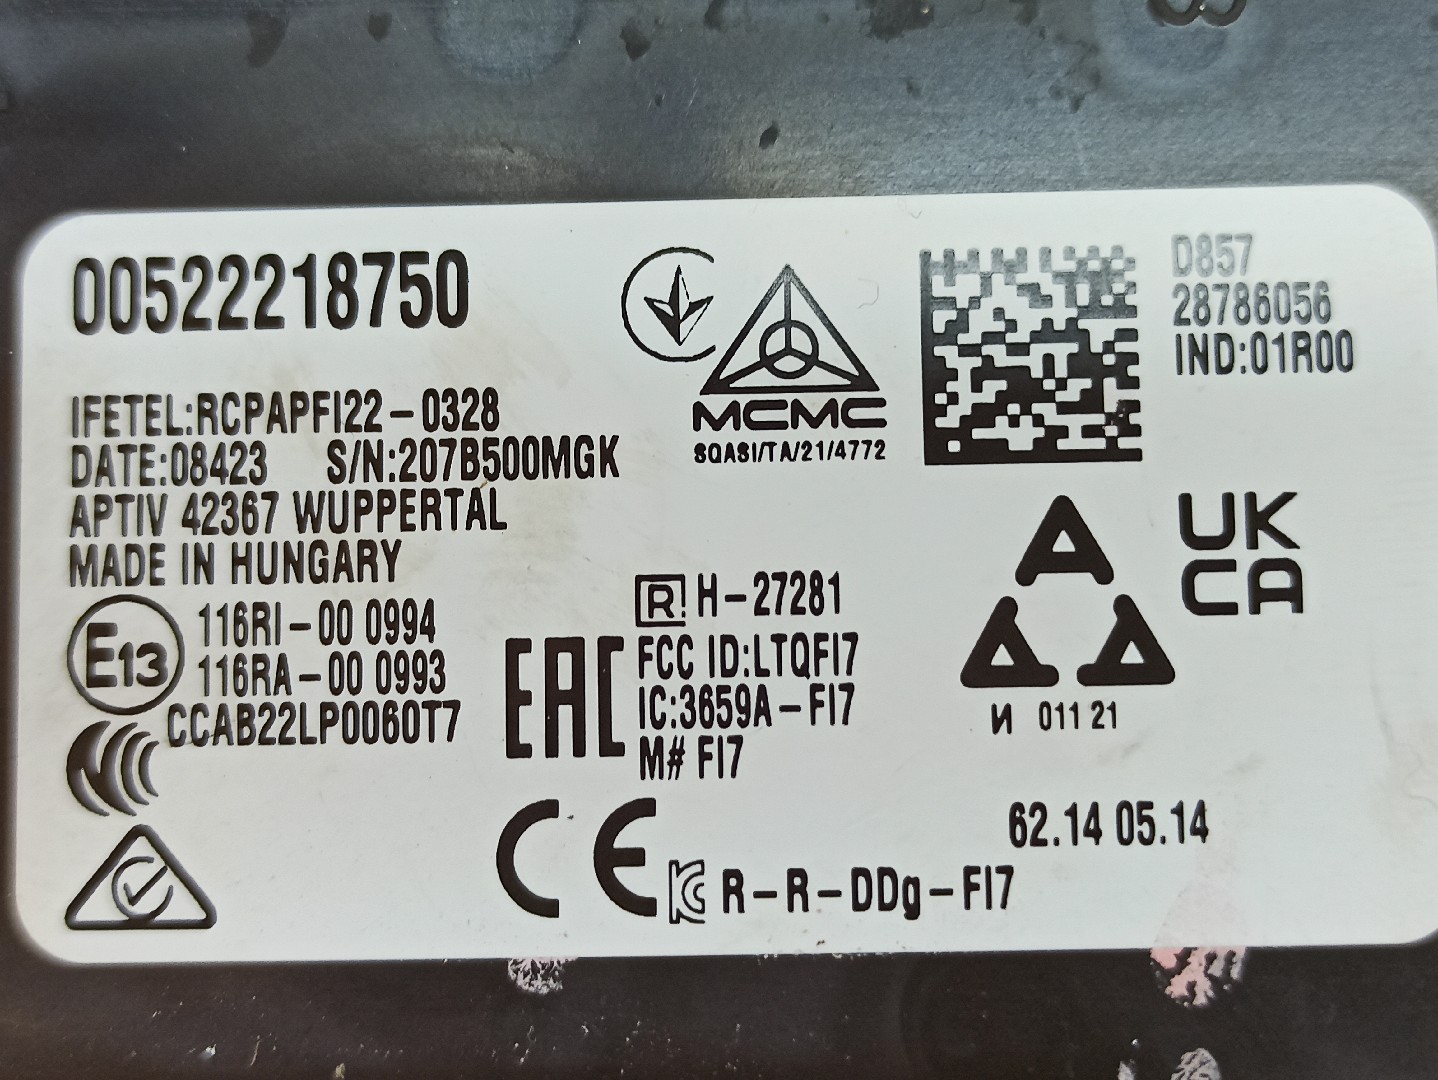 00522218750
IFETEL:RCPAPFI22-0328
DATE:08423 S/N:207B500MGK
APTIV 42367 WUPPERTAL
MADE IN HUNGARY
E13
116RI-00 0994
116RA-00 0993
CCAB22LP0060T7
MCMC
SQASI/TA/21/4772
D857
28786056
IND:01R00
UK
CA
R H-27281
FCC ID:LTQFI7
IC:3659A-FI7
M# FI7
EAC
И 011 21
62.14 05.14
CE
R-R-DDg-FI7